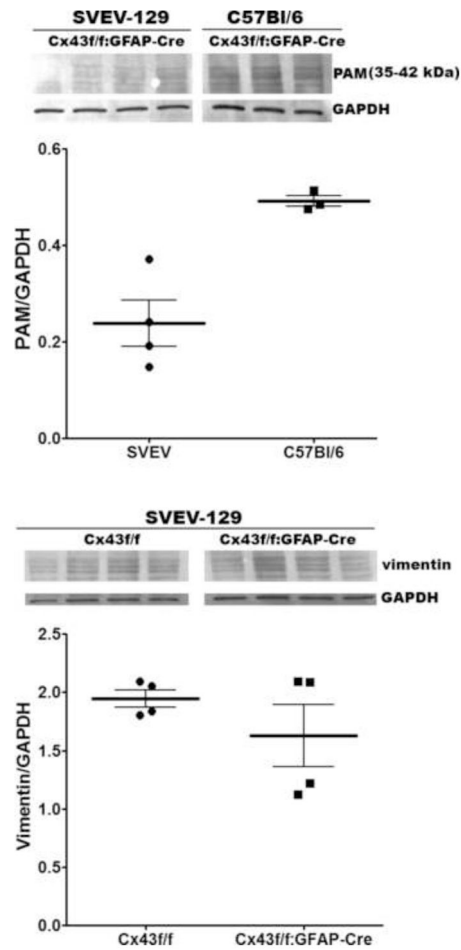 SVEV-129 C57Bl/6
Cx43f/f:GFAP-Cre Cx43f/f:GFAP-Cre
PAM(35-42 kDa)
GAPDH
0.6
0.4
0.2
0.0
PAM/GAPDH
SVEV C57Bl/6
SVEV-129
Cx43f/f Cx43f/f:GFAP-Cre
vimentin
GAPDH
2.5
2.0
1.5
1.0
0.5
0.0
Vimentin/GAPDH
Cx43f/f Cx43f/f:GFAP-Cre